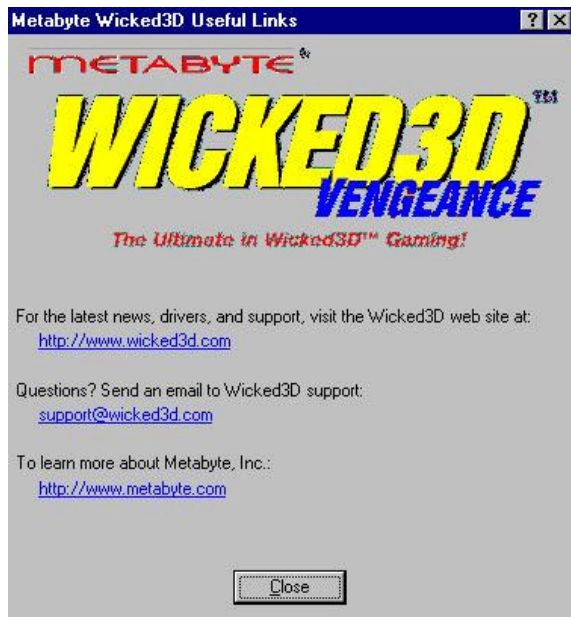 Metabyte Wicked3D Useful Links
METABYTE®
WICKED3D™
VENGEANCE
The Ultimate in Wicked3D™ Gaming!
For the latest news, drivers, and support, visit the Wicked3D web site at:
http://www.wicked3d.com
Questions? Send an email to Wicked3D support:
support@wicked3d.com
To learn more about Metabyte, Inc.:
http://www.metabyte.com
Close